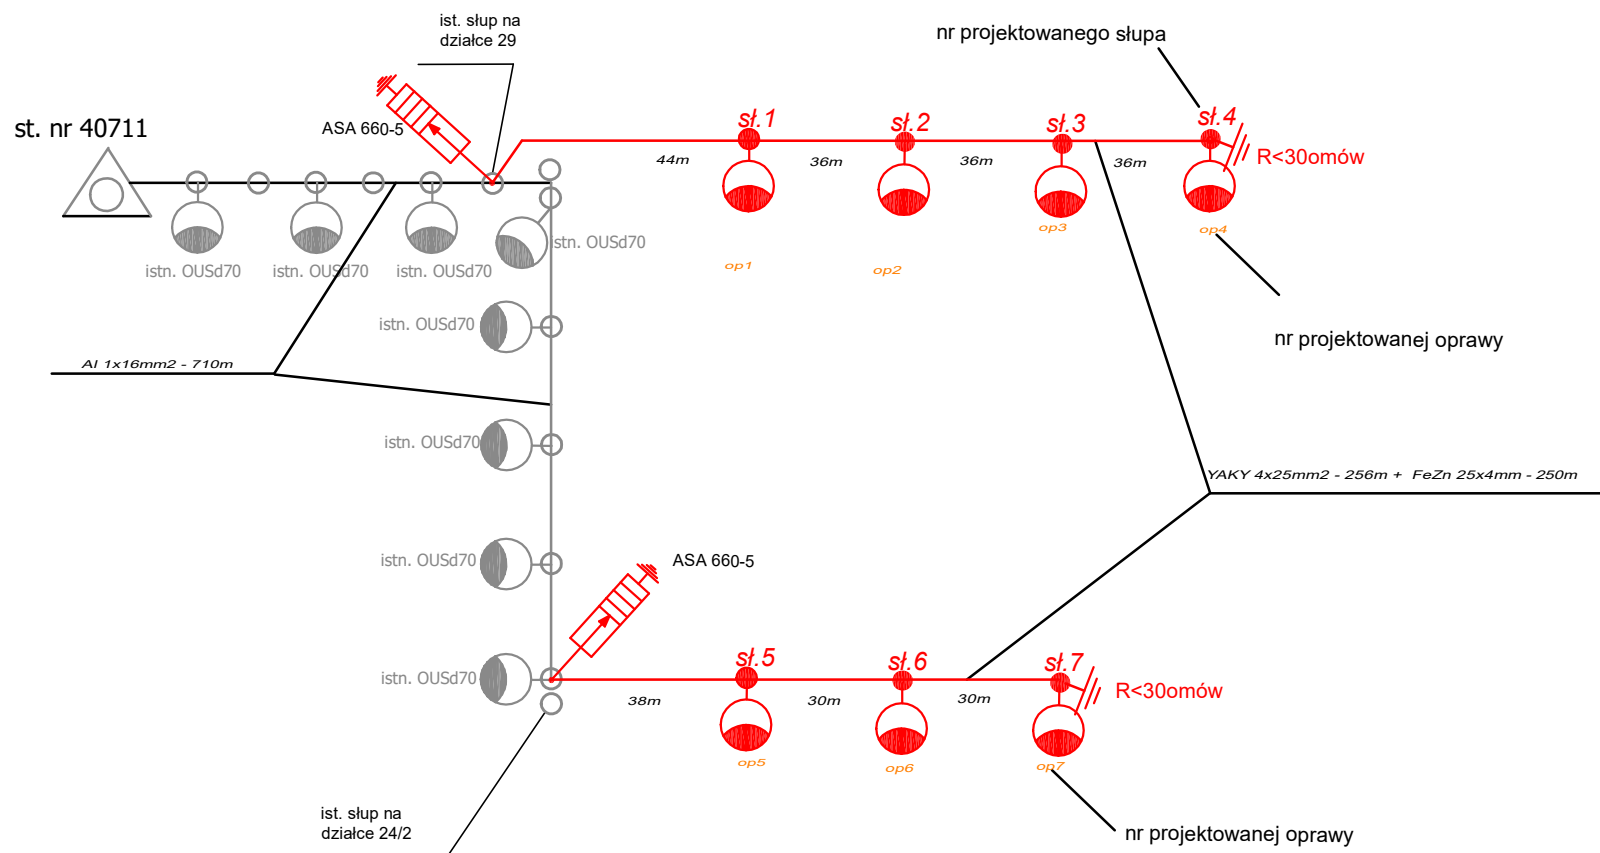 ist. słup na
działce 29
nr projektowanego słupa
st. nr 40711
ASA 660-5
sł.1
sł.2
sł.3
sł.4
44m
36m
36m
36m
R<30omów
op1
op2
op3
op4
istn. OUSd70
istn. OUSd70
istn. OUSd70
istn. OUSd70
istn. OUSd70
nr projektowanej oprawy
Al 1x16mm2 - 710m
istn. OUSd70
YAKY 4x25mm2 - 256m + FeZn 25x4mm - 250m
istn. OUSd70
ASA 660-5
istn. OUSd70
sł.5
sł.6
sł.7
38m
30m
30m
R<30omów
op5
op6
op7
ist. słup na
działce 24/2
nr projektowanej oprawy